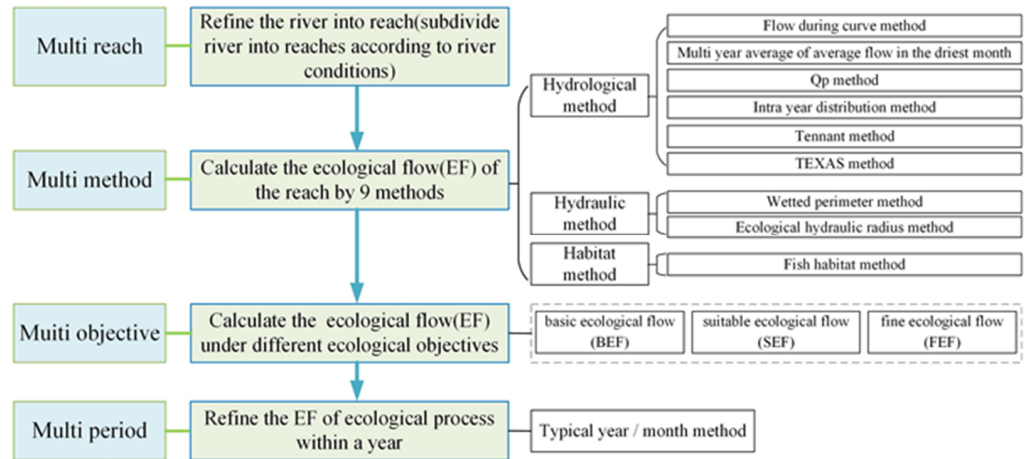 Multi reach
Refine the river into reach(subdivide
river into reaches according to river
conditions)
Multi method
Calculate the ecological flow(EF) of
the reach by 9 methods
Hydrological
method
Flow during curve method
Multi year average of average flow in the driest month
Qp method
Intra year distribution method
Tennant method
TEXAS method
Hydraulic
method
Wetted perimeter method
Ecological hydraulic radius method
Habitat
method
Fish habitat method
Muiti objective
Calculate the ecological flow(EF)
under different ecological objectives
basic ecological flow
(BEF)
suitable ecological flow
(SEF)
fine ecological flow
(FEF)
Multi period
Refine the EF of ecological process
within a year
Typical year / month method